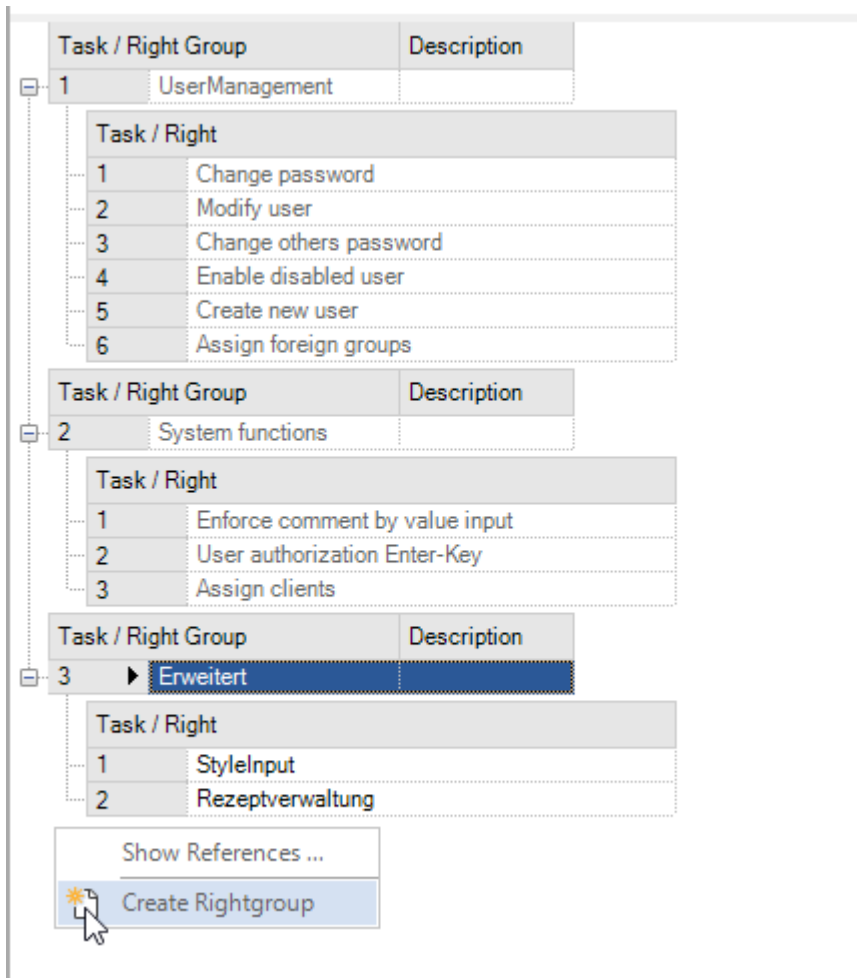 Task / Right Group Description
1 UserManagement
Task / Right
1 Change password
2 Modify user
3 Change others password
4 Enable disabled user
5 Create new user
6 Assign foreign groups
Task / Right Group Description
2 System functions
Task / Right
1 Enforce comment by value input
2 User authorization Enter-Key
3 Assign clients
Task / Right Group Description
3 Erweitert
Task / Right
1 StyleInput
2 Rezeptverwaltung
Show References ...
Create Rightgroup